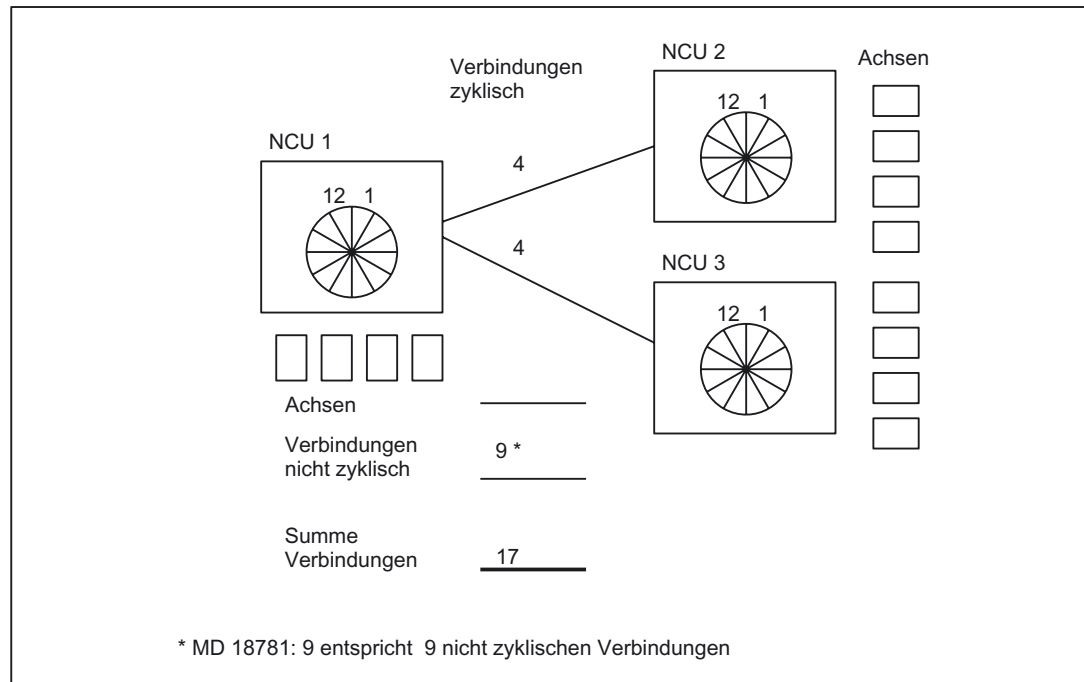 Verbindungen
zyklisch
NCU 2
Achsen
12 1
NCU 1
4
12 1
4
NCU 3
12 1
Achsen
Verbindungen
nicht zyklisch
9 *
Summe
Verbindungen
17
* MD 18781: 9 entspricht 9 nicht zyklischen Verbindungen